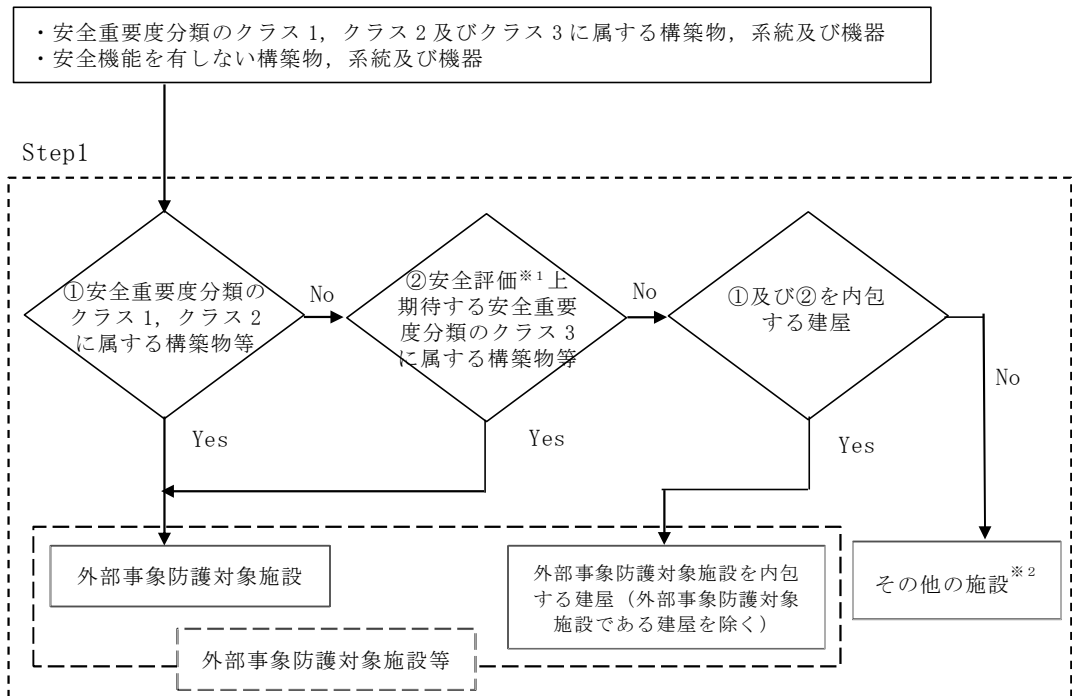 ・安全重要度分類のクラス1,クラス2及びクラス3に属する構築物,系統及び機器
・安全機能を有しない構築物,系統及び機器
Step1
①安全重要度分類の
クラス1,クラス2
に属する構築物等
No
②安全評価※1上
期待する安全重要
度分類のクラス3
に属する構築物等
No
①及び②を内包
する建屋
No
Yes
Yes
Yes
外部事象防護対象施設
外部事象防護対象施設を内包
する建屋(外部事象防護対象
施設である建屋を除く)
その他の施設※2
外部事象防護対象施設等